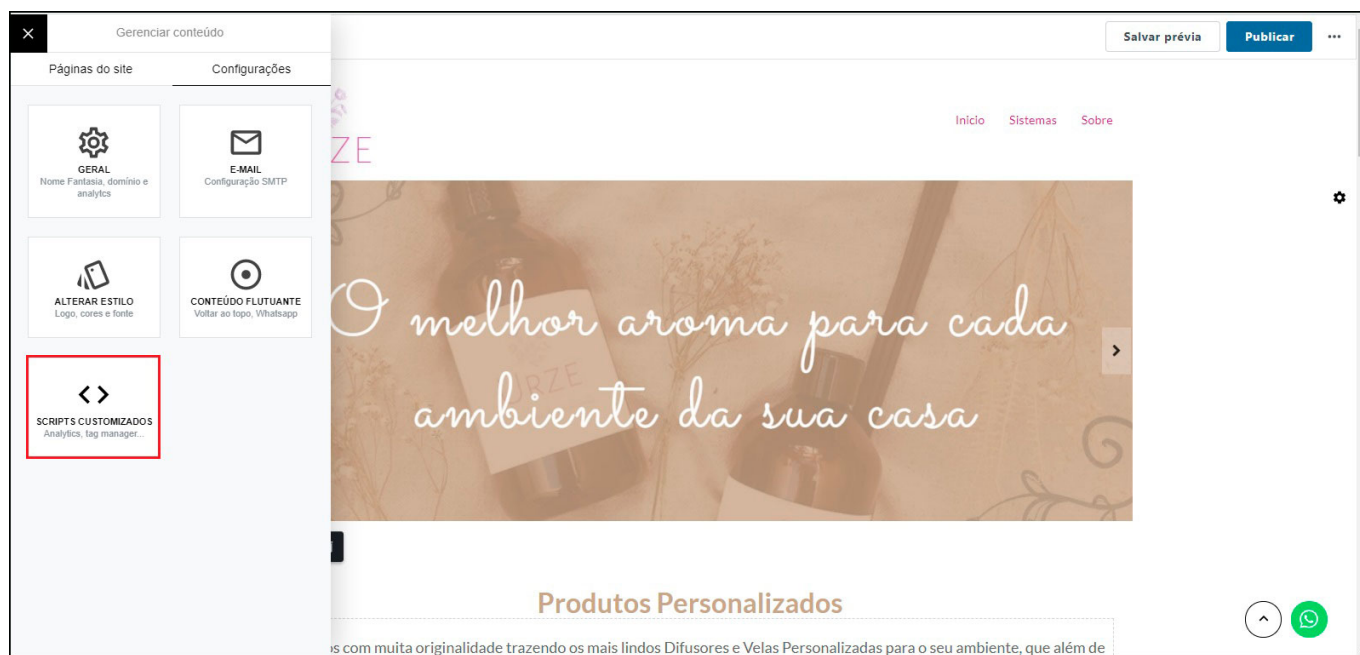 Gerenciar conteúdo
Salvar prévia
Publicar
Páginas do site
Configurações
GERAL
Nome Fantasia, domínio e
analytcs
E-MAIL
Configuração SMTP
ALTERAR ESTILO
Logo, cores e fonte
CONTEÚDO FLUTUANTE
Voltar ao topo, Whatsapp
SCRIPTS CUSTOMIZADOS
Analytics, tag manager...
ZE
Inicio
Sistemas
Sobre
O melhor aroma para cada
ambiente da sua casa
URZE
Produtos Personalizados
s com muita originalidade trazendo os mais lindos Difusores e Velas Personalizadas para o seu ambiente, que além de